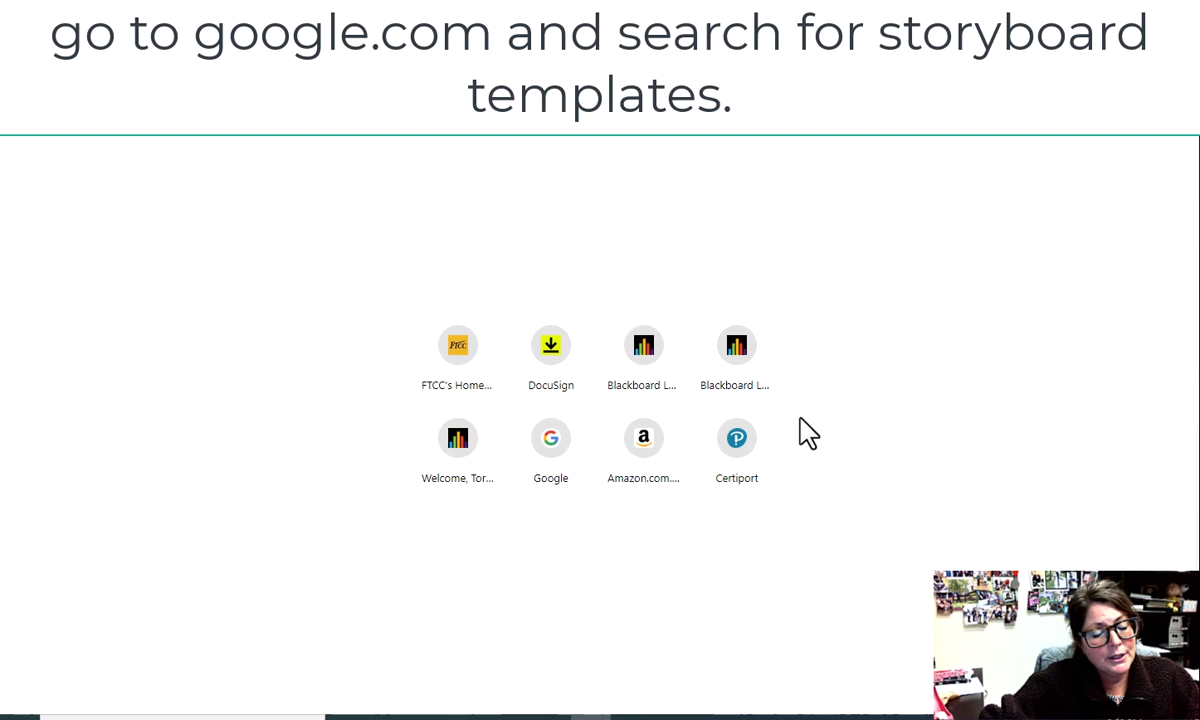 go to google.com and search for storyboard
templates.
FTCC
FTCC's Home...
DocuSign
Blackboard L...
Blackboard L...
a
Welcome, Tor...
Google
Amazon.com....
Certiport